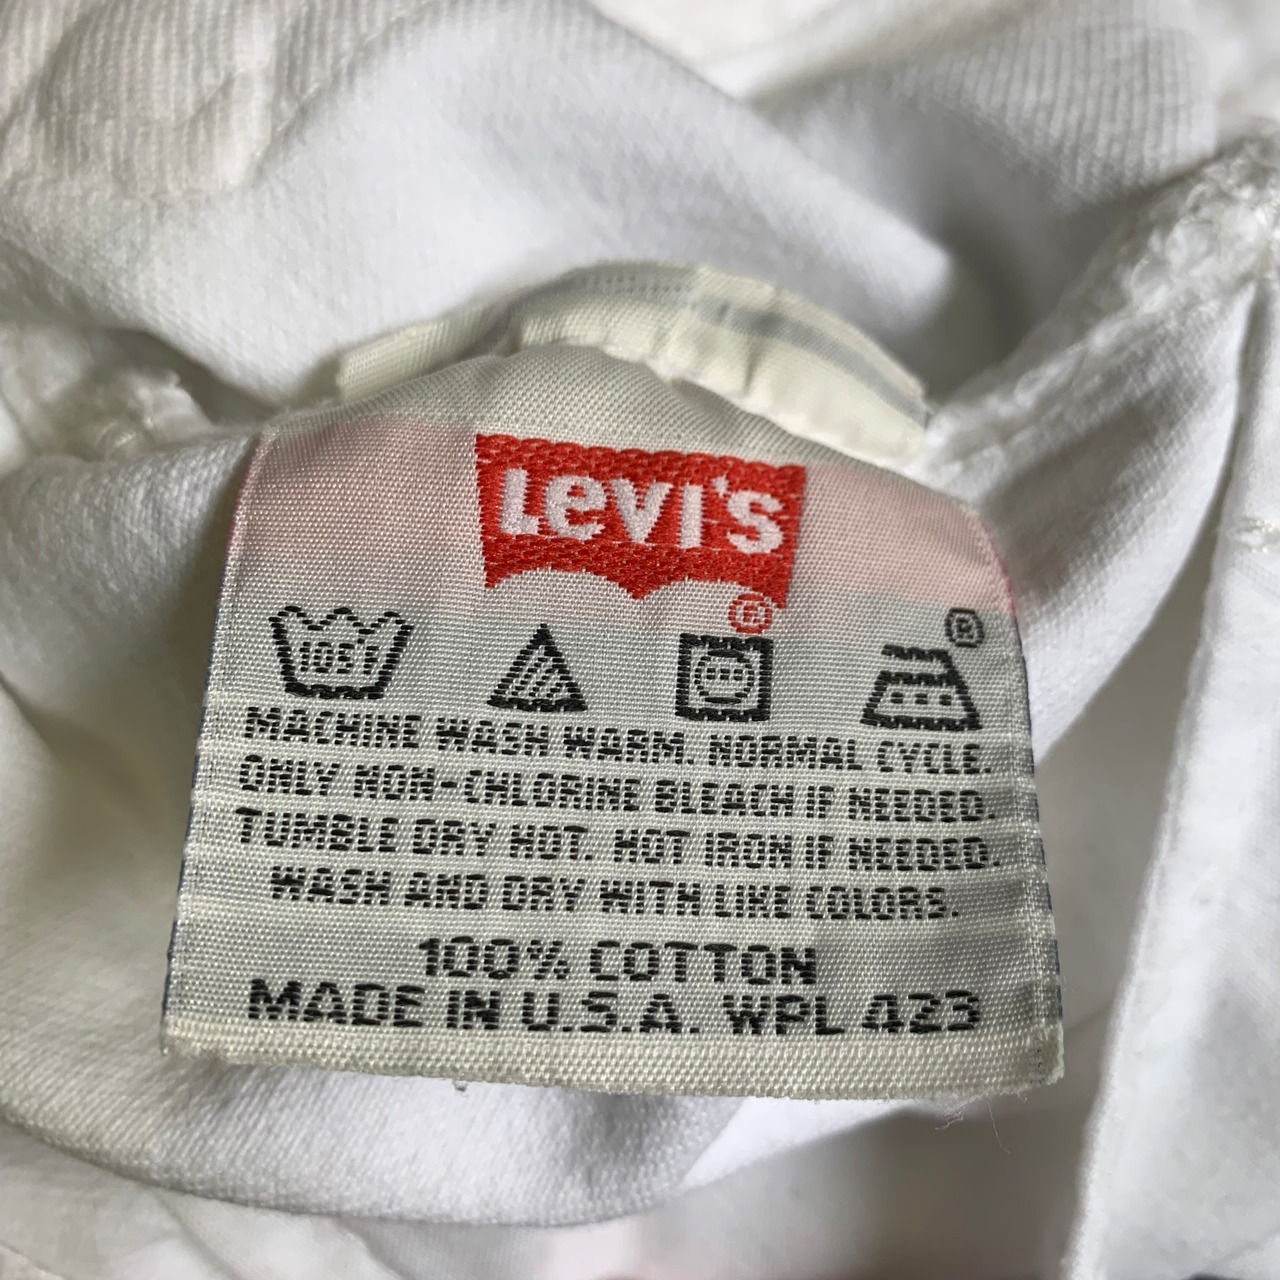 Levi's
®
®
105F
MACHINE WASH WARM. NORMAL CYCLE.
ONLY NON-CHLORINE BLEACH IF NEEDED.
TUMBLE DRY HOT. HOT IRON IF NEEDED.
WASH AND DRY WITH LIKE COLORS.
100% COTTON
MADE IN U.S.A. WPL 423